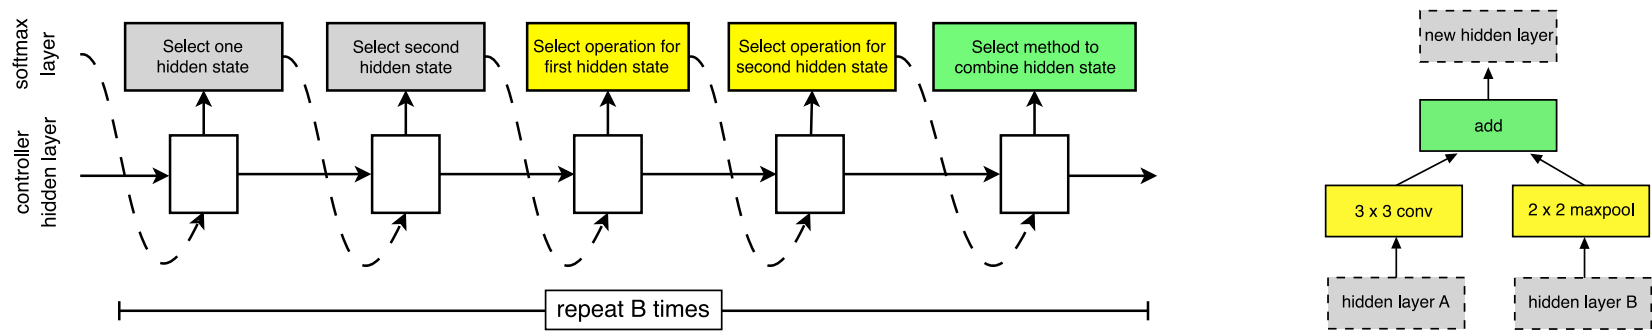 softmax
layer
Select one
hidden state
Select second
hidden state
Select operation for
first hidden state
Select operation for
second hidden state
Select method to
combine hidden state
controller
hidden layer
repeat B times
new hidden layer
add
3 x 3 conv
2 x 2 maxpool
hidden layer A
hidden layer B